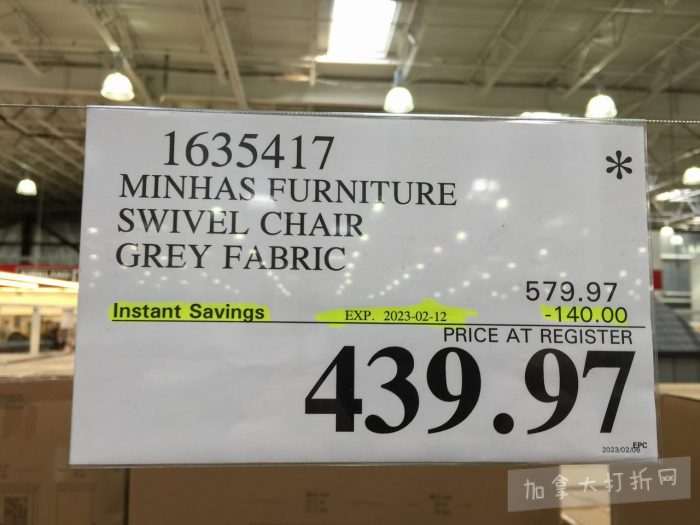 1635417
*
MINHAS FURNITURE
SWIVEL CHAIR
GREY FABRIC
579.97
Instant Savings EXP. 2023-02-12 -140.00
PRICE AT REGISTER
439.97
EPC
2023/02/06
加拿大打折网